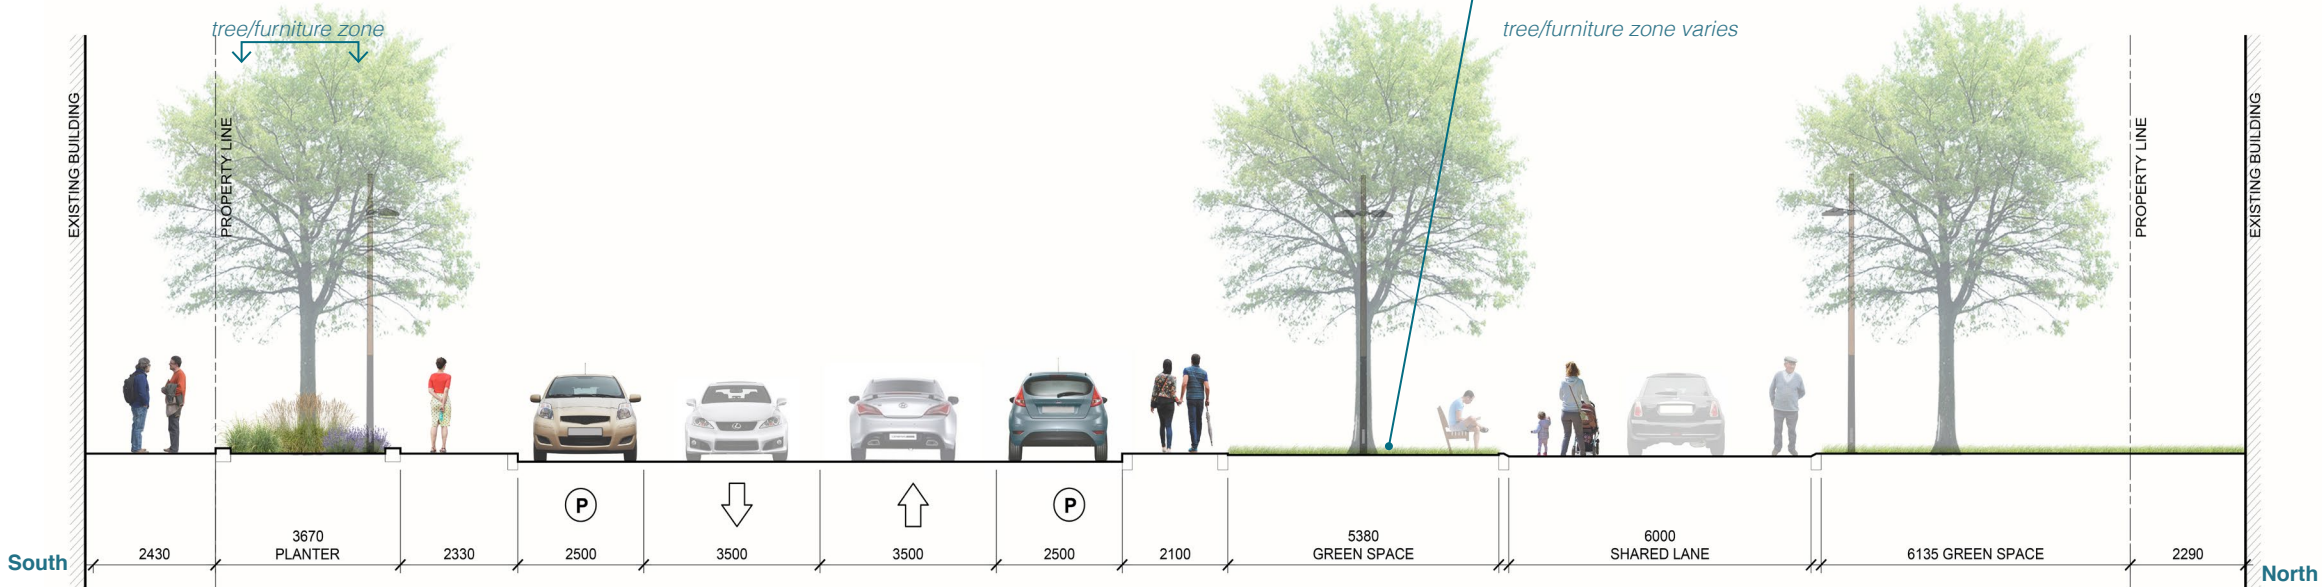 tree/furniture zone
tree/furniture zone varies
EXISTING BUILDING
PROPERTY LINE
PROPERTY LINE
EXISTING BUILDING
P
P
2430
3670
PLANTER
2330
2500
3500
3500
2500
2100
5380
GREEN SPACE
6000
SHARED LANE
6135 GREEN SPACE
2290
South
North